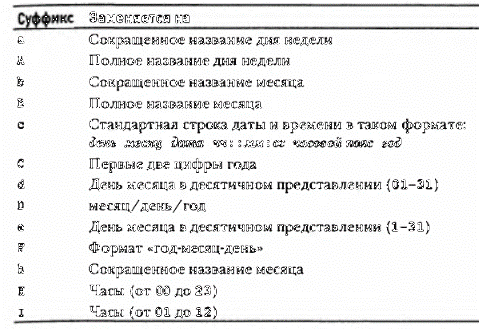 Суффикс Заменяется на
a Сокращенное название дня недели
A Полное название дня недели
b Сокращенное название месяца
B Полное название месяца
c Стандартная строка даты и времени в таком формате:
день месяц дата чч::мм:сс часовой пояс год
C Первые две цифры года
d День месяца в десятичном представлении (01–31)
D месяц/день/год
e День месяца в десятичном представлении (1–31)
F Формат «год-месяц-день»
h Сокращенное название месяца
H Часы (от 00 до 23)
I Часы (от 01 до 12)